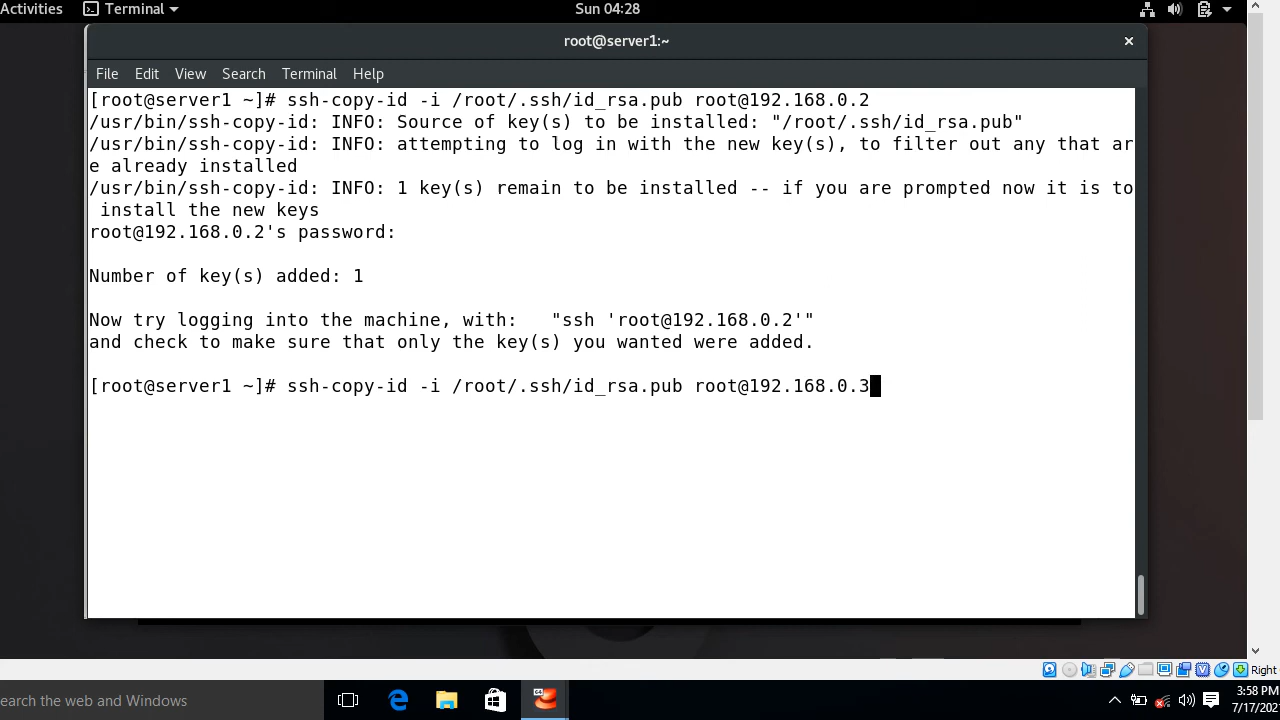 Activities Terminal Sun 04:28
root@server1:~ ×
File Edit View Search Terminal Help
[root@server1 ~]# ssh-copy-id -i /root/.ssh/id_rsa.pub root@192.168.0.2
/usr/bin/ssh-copy-id: INFO: Source of key(s) to be installed: "/root/.ssh/id_rsa.pub"
/usr/bin/ssh-copy-id: INFO: attempting to log in with the new key(s), to filter out any that ar
e already installed
/usr/bin/ssh-copy-id: INFO: 1 key(s) remain to be installed -- if you are prompted now it is to
 install the new keys
root@192.168.0.2's password:
Number of key(s) added: 1
Now try logging into the machine, with:   "ssh 'root@192.168.0.2'"
and check to make sure that only the key(s) you wanted were added.
[root@server1 ~]# ssh-copy-id -i /root/.ssh/id_rsa.pub root@192.168.0.3
Right
earch the web and Windows
3:58 PM
7/17/202